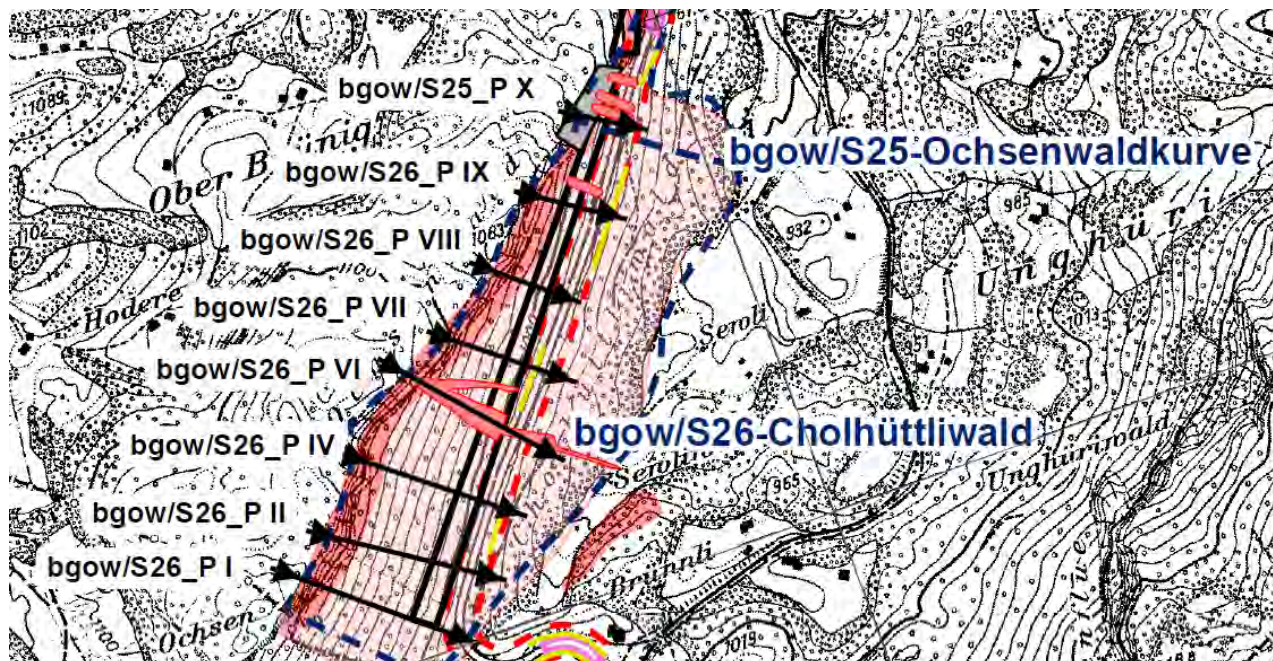 992
1089
bgow/S25_P X
bgow/S25-Ochsenwaldkurve
bgow/S26_P IX
985
Unghüri
1102
932
bgow/S26_P VIII
1083
Hodere
bgow/S26_P VII
Seroli
1013
bgow/S26_P VI
bgow/S26-Cholhüttliwald
bgow/S26_P IV
965
Unghüriwald
bgow/S26_P II
bgow/S26_P I
Brünnli
Ochsen
1019